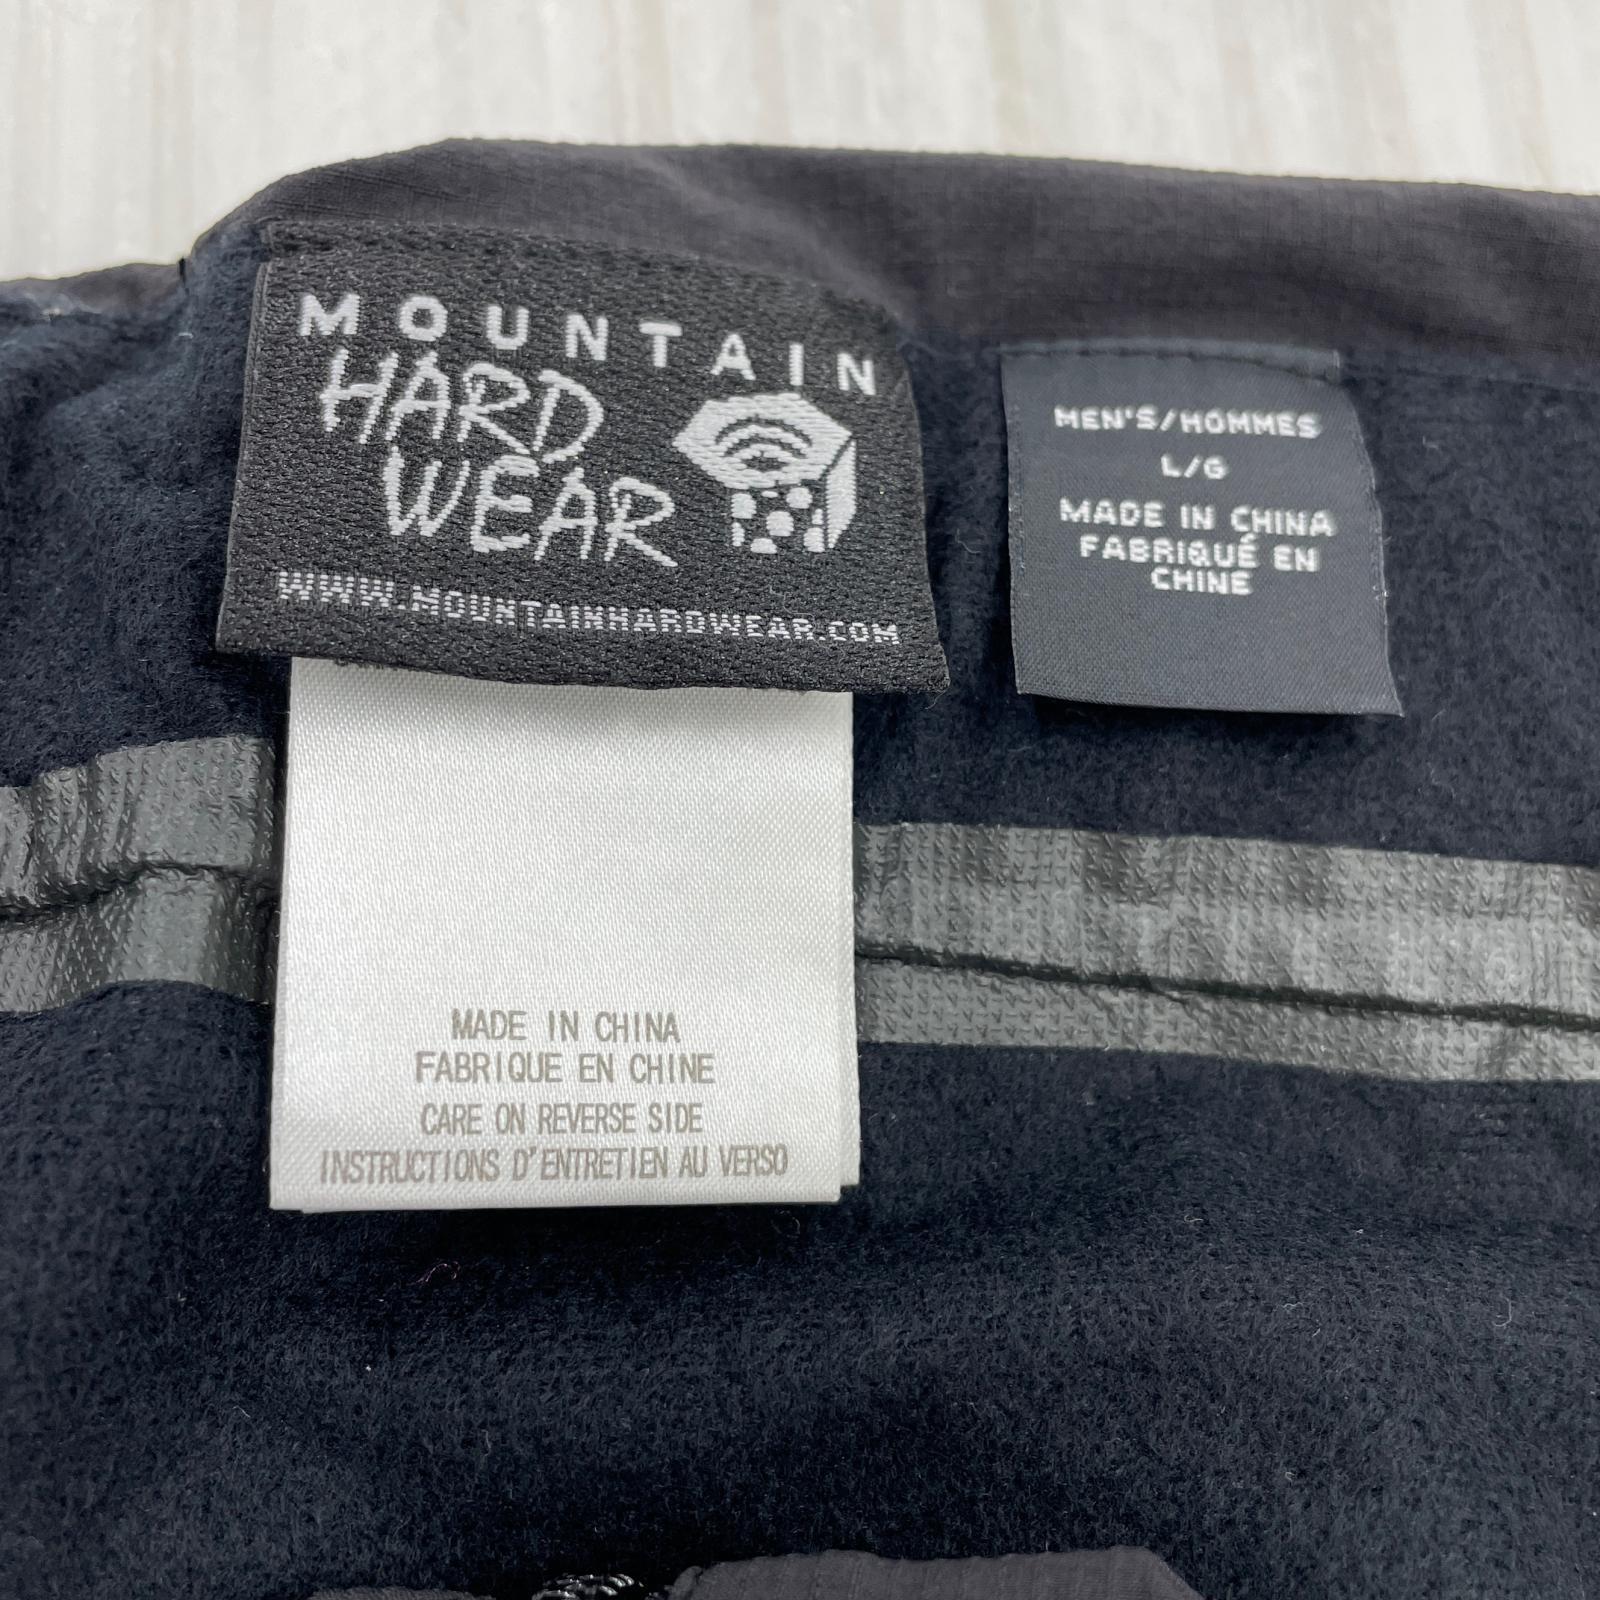 MOUNTAIN
HARD
WEAR
WWW.MOUNTAINHARDWEAR.COM
MEN'S/HOMMES
L/G
MADE IN CHINA
FABRIQUÉ EN
CHINE
MADE IN CHINA
FABRIQUE EN CHINE
CARE ON REVERSE SIDE
INSTRUCTIONS D'ENTRETIEN AU VERSO